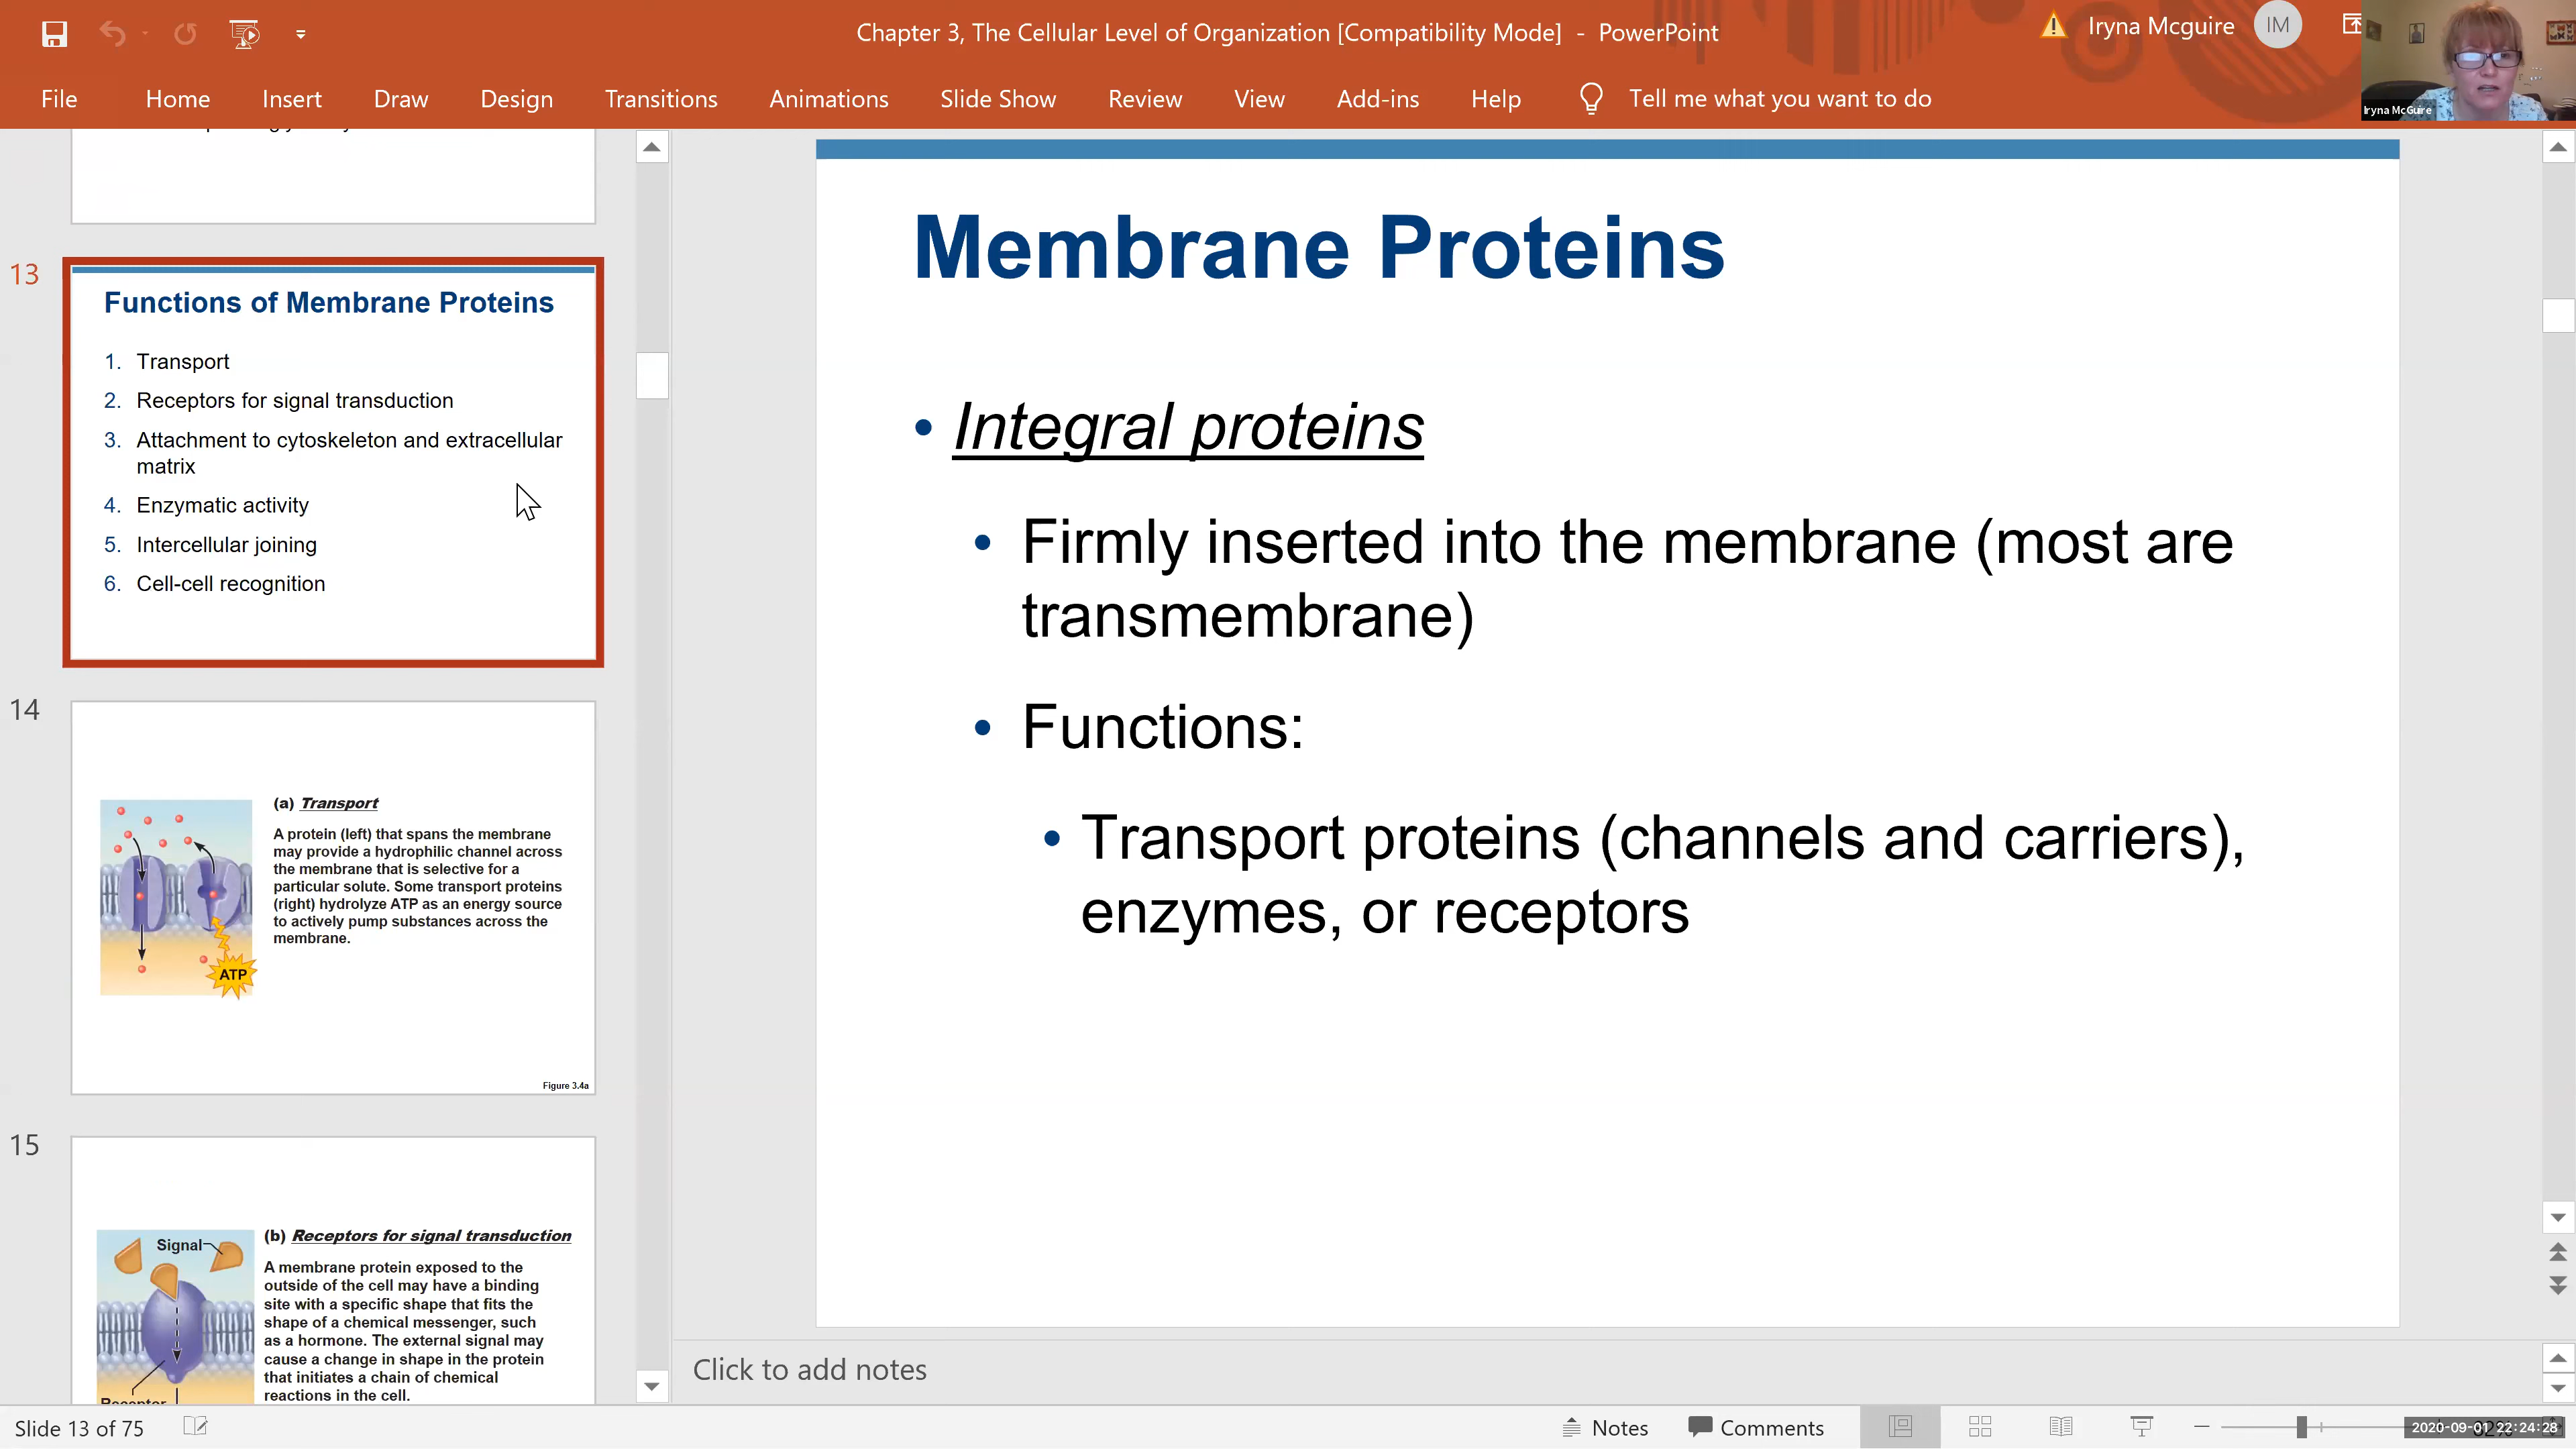 Chapter 3, The Cellular Level of Organization [Compatibility Mode] - PowerPoint
Iryna Mcguire
IM
Iryna McGuire
File Home Insert Draw Design Transitions Animations Slide Show Review View Add-ins Help Tell me what you want to do
13
Functions of Membrane Proteins
1. Transport
2. Receptors for signal transduction
3. Attachment to cytoskeleton and extracellular
matrix
4. Enzymatic activity
5. Intercellular joining
6. Cell-cell recognition
14
(a) Transport
A protein (left) that spans the membrane
may provide a hydrophilic channel across
the membrane that is selective for a
particular solute. Some transport proteins
(right) hydrolyze ATP as an energy source
to actively pump substances across the
membrane.
ATP
Figure 3.4a
15
(b) Receptors for signal transduction
Signal
A membrane protein exposed to the
outside of the cell may have a binding
site with a specific shape that fits the
shape of a chemical messenger, such
as a hormone. The external signal may
cause a change in shape in the protein
that initiates a chain of chemical
reactions in the cell.
Receptor
Membrane Proteins
• Integral proteins
• Firmly inserted into the membrane (most are
transmembrane)
• Functions:
• Transport proteins (channels and carriers),
enzymes, or receptors
Click to add notes
Slide 13 of 75
Notes
Comments
2020-09-01 22:24:28